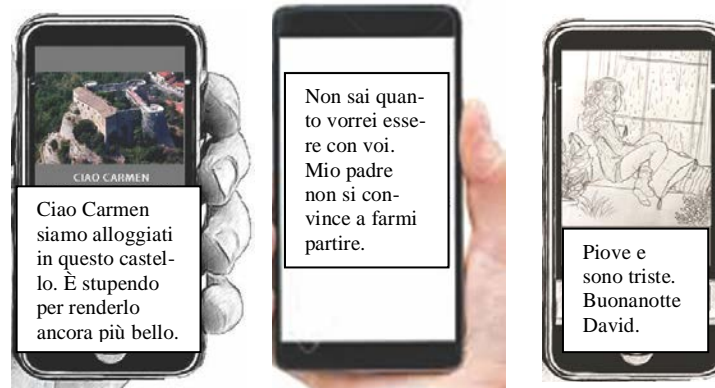 CIAO CARMEN
Ciao Carmen
siamo alloggiati
in questo castel-
lo. È stupendo
per renderlo
ancora più bello.
Non sai quan-
to vorrei esse-
re con voi.
Mio padre
non si con-
vince a farmi
partire.
Piove e
sono triste.
Buonanotte
David.